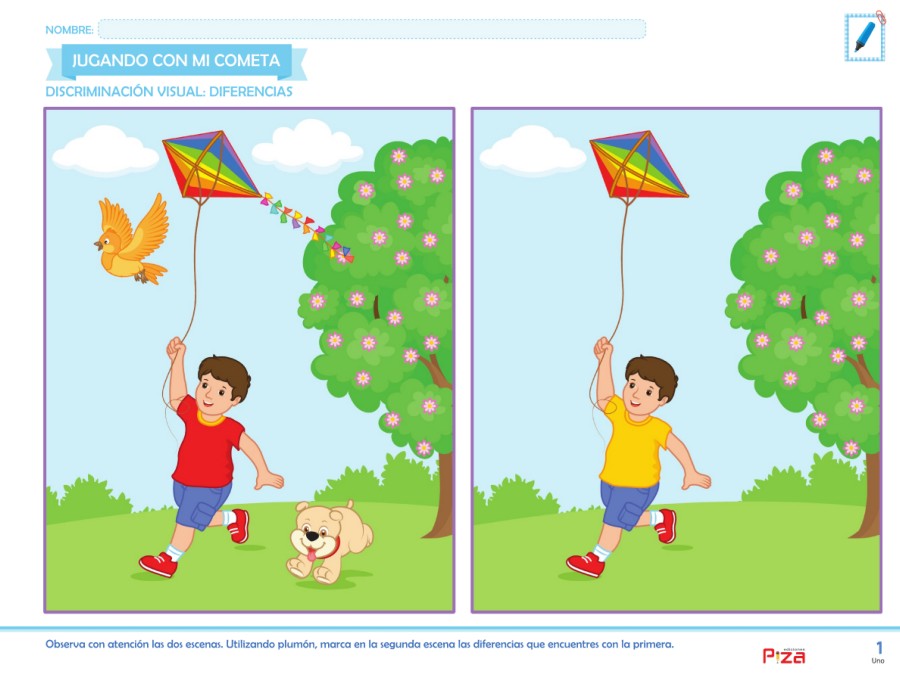 NOMBRE:
JUGANDO CON MI COMETA
DISCRIMINACIÓN VISUAL: DIFERENCIAS
Observa con atención las dos escenas. Utilizando plumón, marca en la segunda escena las diferencias que encuentres con la primera.
ediciones
Piza
1
Uno